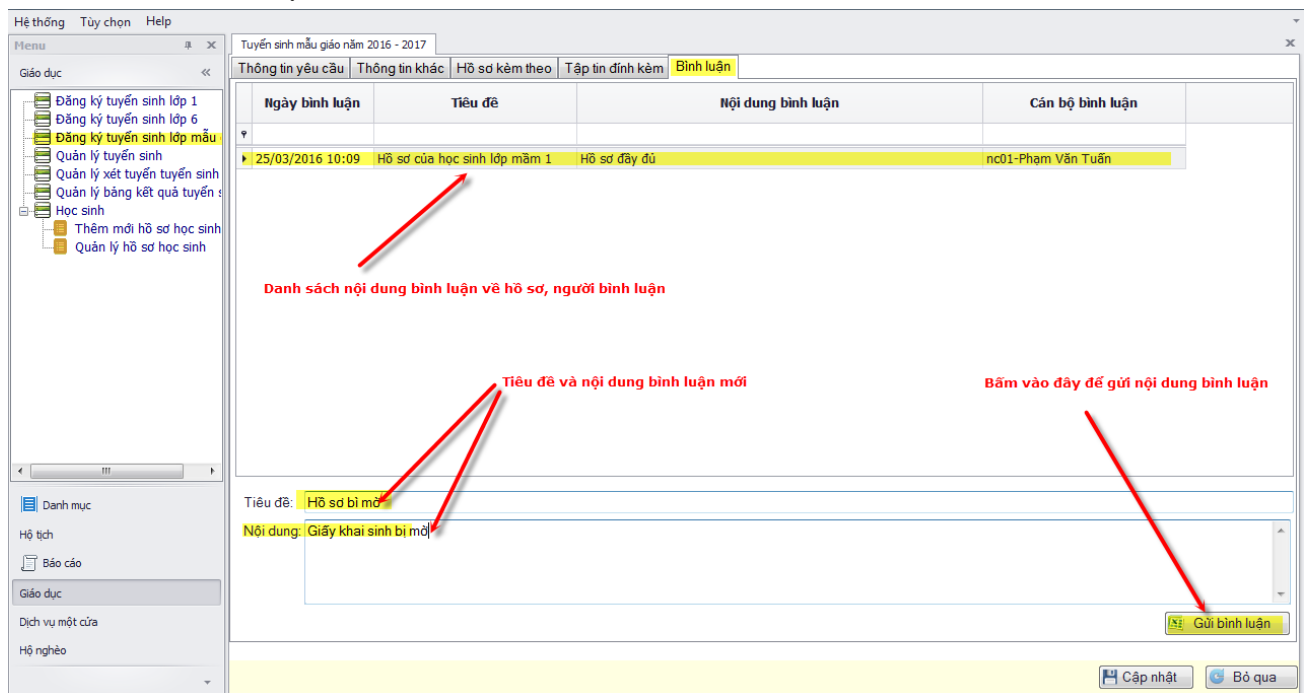 Hệ thống Tùy chọn Help
Menu
Tuyển sinh mẫu giáo năm 2016 - 2017
Giáo dục
Thông tin yêu cầu Thông tin khác Hồ sơ kèm theo Tập tin đính kèm Bình luận
Đăng ký tuyển sinh lớp 1
Đăng ký tuyển sinh lớp 6
Đăng ký tuyển sinh lớp mẫu
Quản lý tuyển sinh
Quản lý xét tuyển tuyển sinh
Quản lý bảng kết quả tuyển s
Học sinh
Thêm mới hồ sơ học sinh
Quản lý hồ sơ học sinh
Ngày bình luận Tiêu đề Nội dung bình luận Cán bộ bình luận
25/03/2016 10:09 Hồ sơ của học sinh lớp mầm 1 Hồ sơ đầy đủ nc01-Phạm Văn Tuấn
Danh sách nội dung bình luận về hồ sơ, người bình luận
Tiêu đề và nội dung bình luận mới
Bấm vào đây để gửi nội dung bình luận
Tiêu đề: Hồ sơ bì mờ
Nội dung: Giấy khai sinh bị mờ
Gửi bình luận
Danh mục
Hộ tịch
Báo cáo
Giáo dục
Dịch vụ một cửa
Hộ nghèo
Cập nhật Bỏ qua